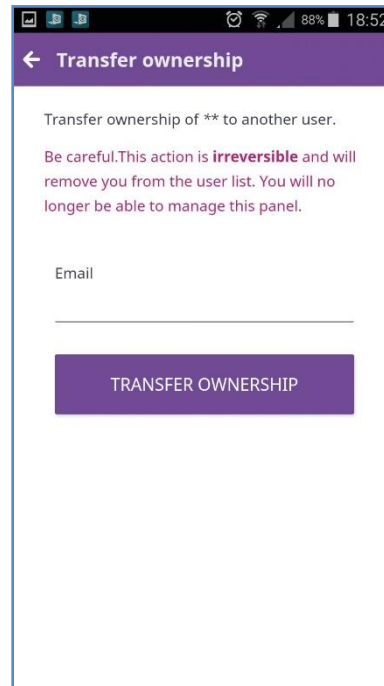 88% 18:52
Transfer ownership
Transfer ownership of ** to another user.
Be careful.This action is irreversible and will
remove you from the user list. You will no
longer be able to manage this panel.
Email
TRANSFER OWNERSHIP